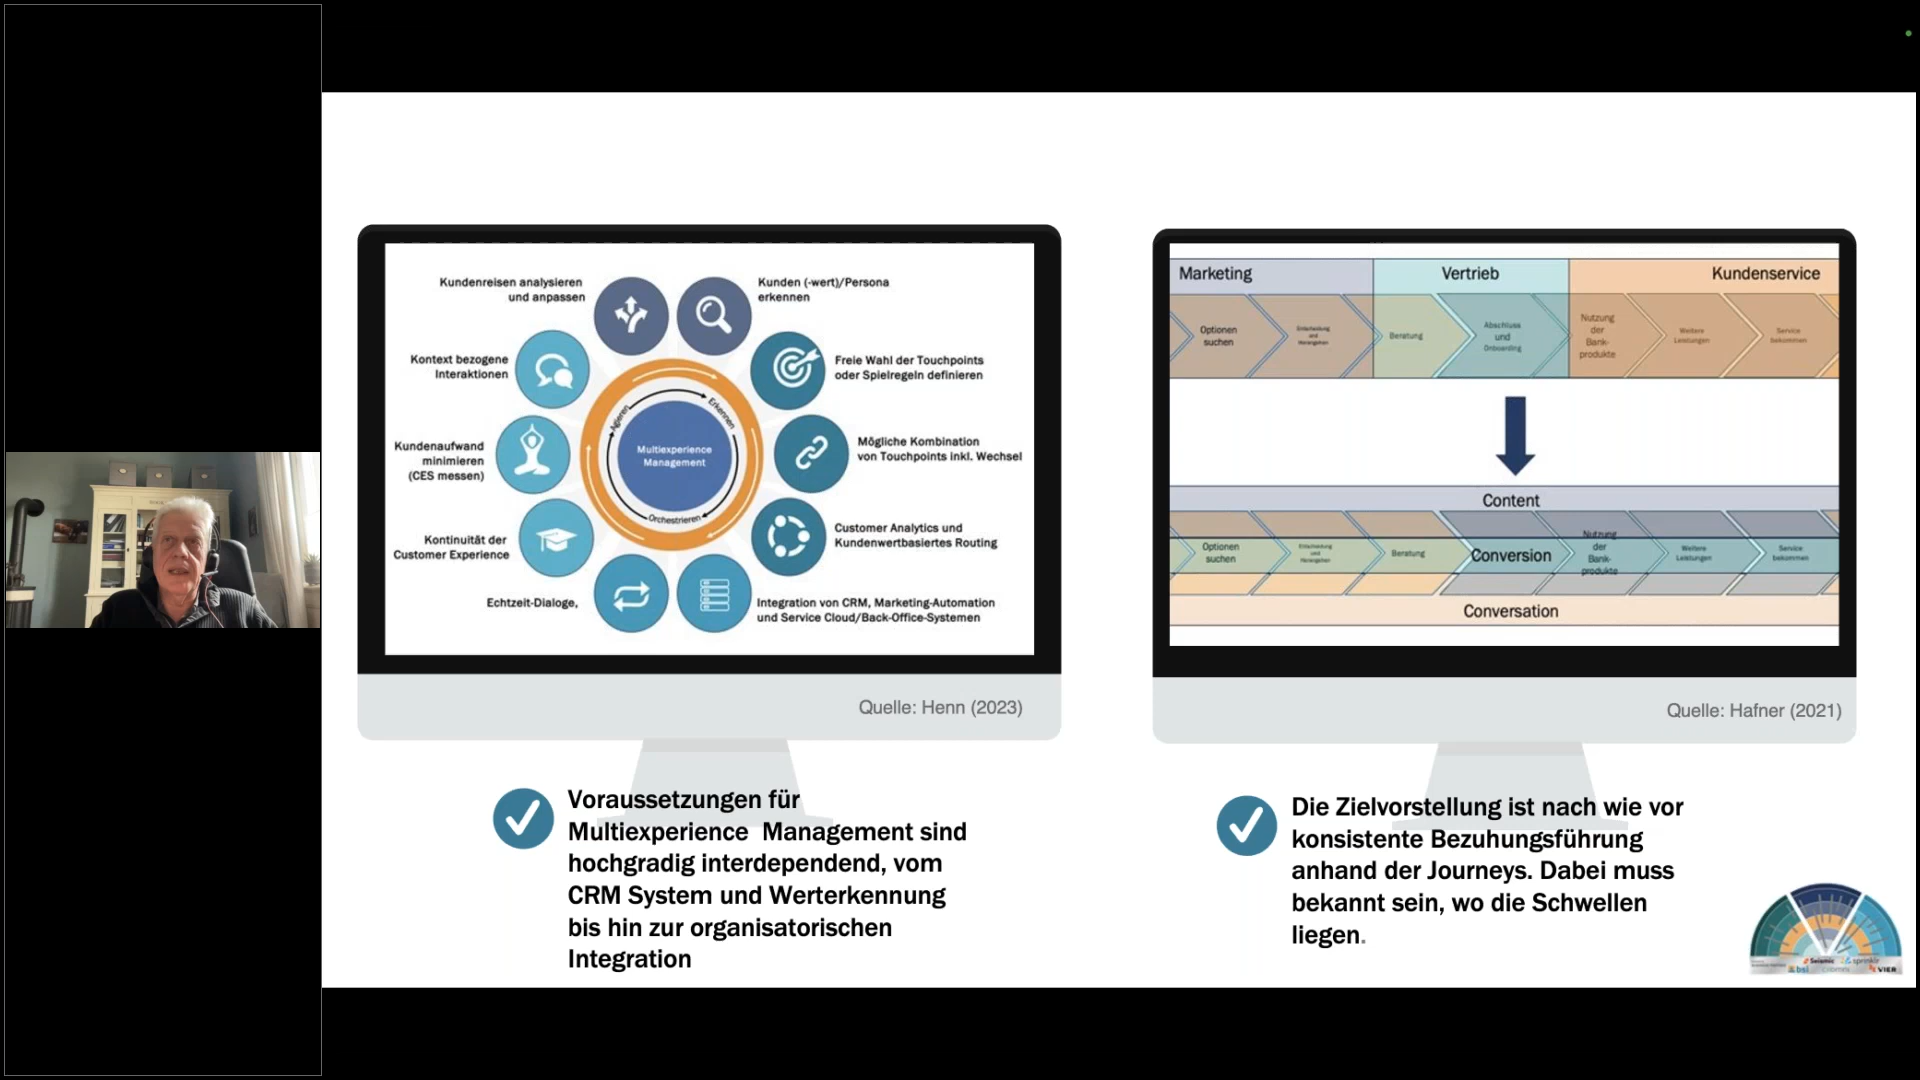 Kundenreisen analysieren
und anpassen
Kunden (-wert)/Persona
erkennen
Kontext bezogene
Interaktionen
Freie Wahl der Touchpoints
oder Spielregeln definieren
Kundenaufwand
minimieren
(CES messen)
Agieren
Erkennen
Multiexperience
Management
Orchestrieren
Mögliche Kombination
von Touchpoints inkl. Wechsel
Kontinuität der
Customer Experience
Customer Analytics und
Kundenwertbasiertes Routing
Echtzeit-Dialoge,
Integration von CRM, Marketing-Automation
und Service Cloud/Back-Office-Systemen
Quelle: Henn (2023)
Voraussetzungen für
Multiexperience Management sind
hochgradig interdependend, vom
CRM System und Werterkennung
bis hin zur organisatorischen
Integration
Marketing
Vertrieb
Kundenservice
Optionen
suchen
Entscheidung
und
Beratung
Abschluss
und
Onboarding
Nutzung
der
Bank-
produkte
Weitere
Leistungen
Service
bekommen
Content
Optionen
suchen
Entscheidung
und
Beratung
Conversion
Nutzung
der
Bank-
produkte
Weitere
Leistungen
Service
bekommen
Conversation
Quelle: Hafner (2021)
Die Zielvorstellung ist nach wie vor
konsistente Bezuhungsführung
anhand der Journeys. Dabei muss
bekannt sein, wo die Schwellen
liegen.
Seismic sprinklr
bsi VIER